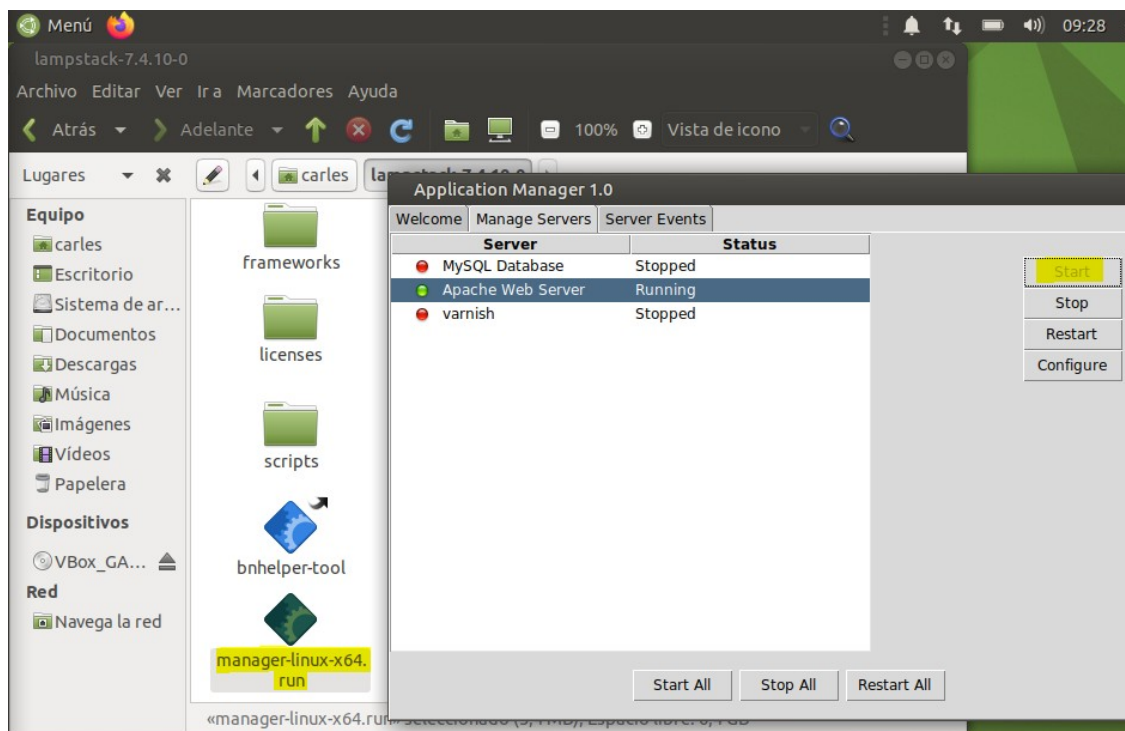 Menú
09:28
lampstack-7.4.10-0
Archivo Editar Ver Ir a Marcadores Ayuda
Atrás Adelante 100% Vista de icono
Lugares
carles
Equipo
carles
Escritorio
Sistema de ar...
Documentos
Descargas
Música
Imágenes
Vídeos
Papelera
Dispositivos
VBox_GA...
Red
Navega la red
frameworks
licenses
scripts
bnhelper-tool
manager-linux-x64.
run
«manager-linux-x64.run»
Application Manager 1.0
Welcome Manage Servers Server Events
Server Status
MySQL Database Stopped
Apache Web Server Running
varnish Stopped
Start
Stop
Restart
Configure
Start All Stop All Restart All